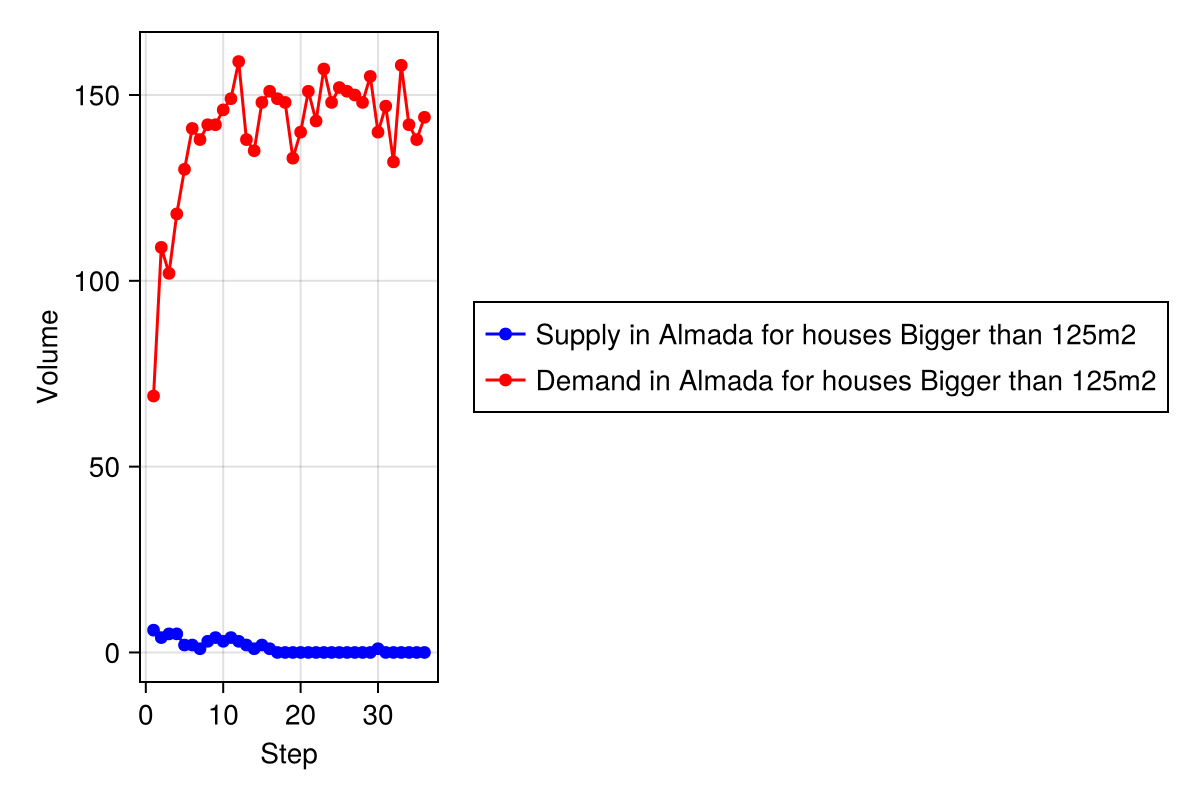 150
100
50
0
Volume
0 10 20 30
Step
Supply in Almada for houses Bigger than 125m2
Demand in Almada for houses Bigger than 125m2